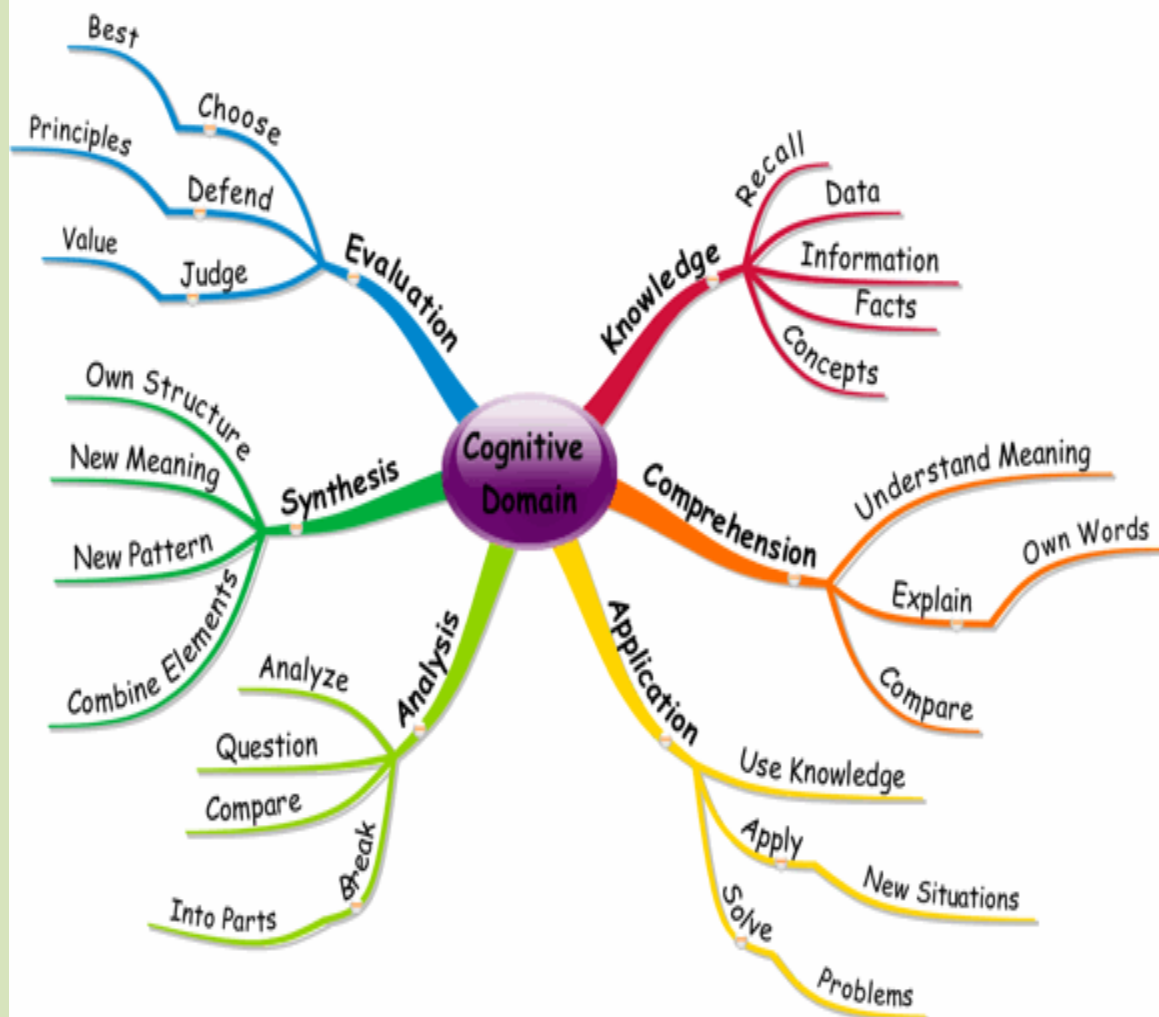 Cognitive
Domain
Knowledge
Recall
Data
Information
Facts
Concepts
Comprehension
Understand Meaning
Explain
Own Words
Compare
Application
Use Knowledge
Apply
New Situations
Solve
Problems
Analysis
Analyze
Question
Compare
Break
Into Parts
Synthesis
Own Structure
New Meaning
New Pattern
Combine Elements
Evaluation
Choose
Best
Defend
Principles
Judge
Value